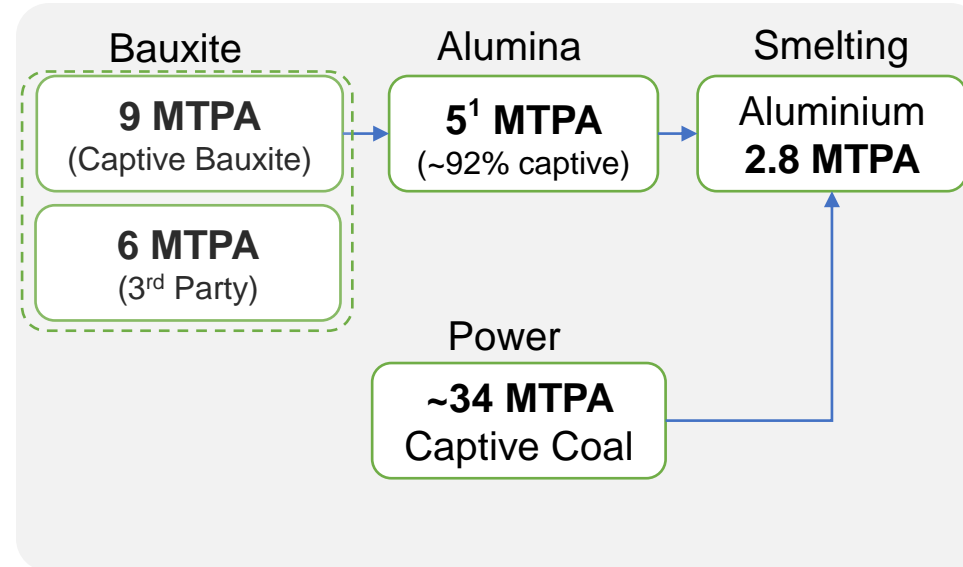 Bauxite
9 MTPA
(Captive Bauxite)
6 MTPA
(3rd Party)
Alumina
5¹ MTPA
(~92% captive)
Smelting
Aluminium
2.8 MTPA
Power
~34 MTPA
Captive Coal